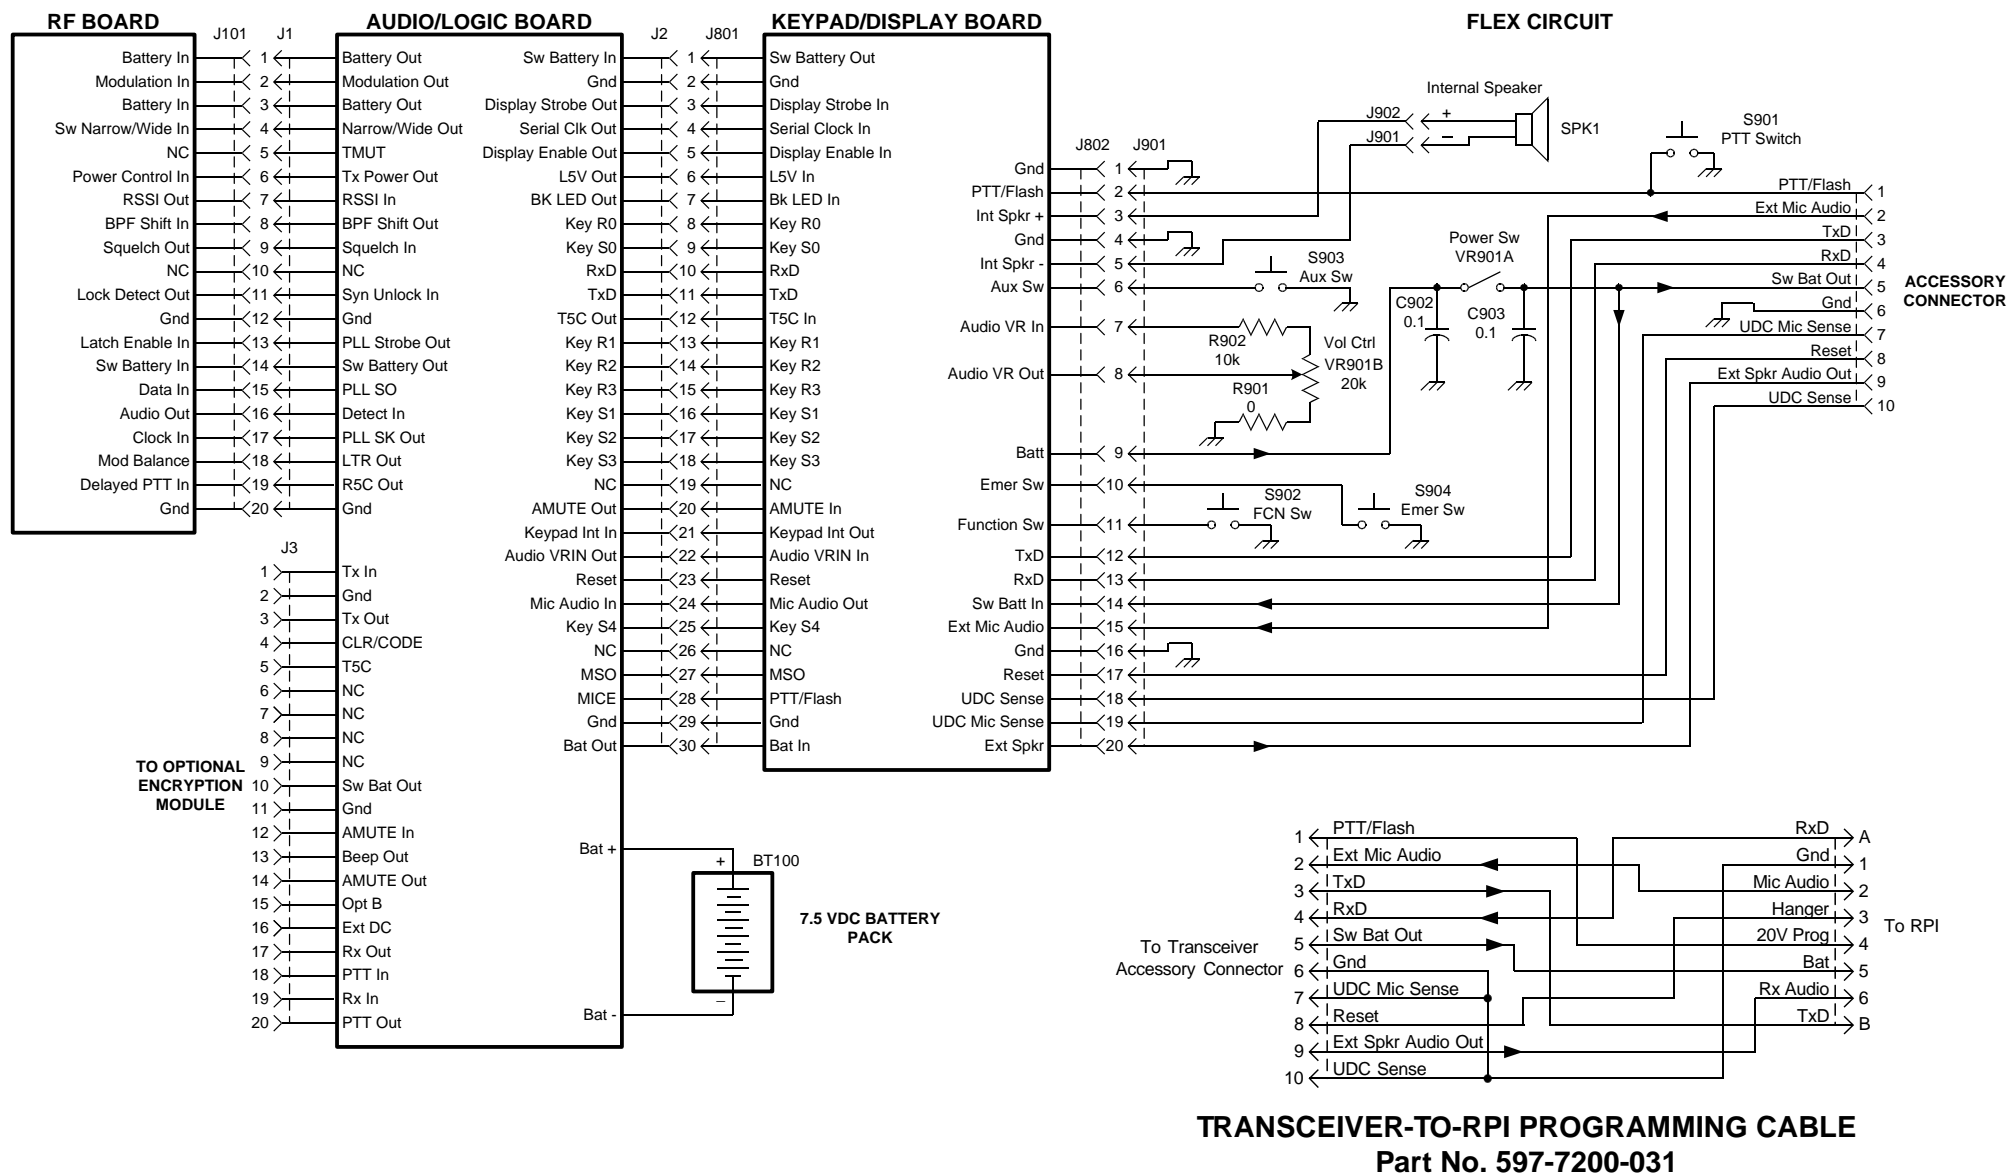 RF BOARD
AUDIO/LOGIC BOARD
KEYPAD/DISPLAY BOARD
FLEX CIRCUIT
J101 J1
Battery In 1 Battery Out
Modulation In 2 Modulation Out
Battery In 3 Battery Out
Sw Narrow/Wide In 4 Narrow/Wide Out
NC 5 TMUT
Power Control In 6 Tx Power Out
RSSI Out 7 RSSI In
BPF Shift In 8 BPF Shift Out
Squelch Out 9 Squelch In
NC 10 NC
Lock Detect Out 11 Syn Unlock In
Gnd 12 Gnd
Latch Enable In 13 PLL Strobe Out
Sw Battery In 14 Sw Battery Out
Data In 15 PLL SO
Audio Out 16 Detect In
Clock In 17 PLL SK Out
Mod Balance 18 LTR Out
Delayed PTT In 19 R5C Out
Gnd 20 Gnd
J3
1 Tx In
2 Gnd
3 Tx Out
4 CLR/CODE
5 T5C
6 NC
7 NC
8 NC
9 NC
10 Sw Bat Out
11 Gnd
12 AMUTE In
13 Beep Out
14 AMUTE Out
15 Opt B
16 Ext DC
17 Rx Out
18 PTT In
19 Rx In
20 PTT Out
TO OPTIONAL
ENCRYPTION
MODULE
J2 J801
Sw Battery In 1 Sw Battery Out
Gnd 2 Gnd
Display Strobe Out 3 Display Strobe In
Serial Clk Out 4 Serial Clock In
Display Enable Out 5 Display Enable In
L5V Out 6 L5V In
BK LED Out 7 Bk LED In
Key R0 8 Key R0
Key S0 9 Key S0
RxD 10 RxD
TxD 11 TxD
T5C Out 12 T5C In
Key R1 13 Key R1
Key R2 14 Key R2
Key R3 15 Key R3
Key S1 16 Key S1
Key S2 17 Key S2
Key S3 18 Key S3
NC 19 NC
AMUTE Out 20 AMUTE In
Keypad Int In 21 Keypad Int Out
Audio VRIN Out 22 Audio VRIN In
Reset 23 Reset
Mic Audio In 24 Mic Audio Out
Key S4 25 Key S4
NC 26 NC
MSO 27 MSO
MICE 28 PTT/Flash
Gnd 29 Gnd
Bat Out 30 Bat In
Bat +
Bat -
+
–
BT100
7.5 VDC BATTERY
PACK
J802 J901
Gnd 1
PTT/Flash 2
Int Spkr + 3
Gnd 4
Int Spkr - 5
Aux Sw 6
Audio VR In 7
Audio VR Out 8
Batt 9
Emer Sw 10
Function Sw 11
TxD 12
RxD 13
Sw Batt In 14
Ext Mic Audio 15
Gnd 16
Reset 17
UDC Sense 18
UDC Mic Sense 19
Ext Spkr 20
Internal Speaker
J902 +
J901 –
SPK1
S901
PTT Switch
S903
Aux Sw
Power Sw
VR901A
C902
0.1
C903
0.1
R902
10k
Vol Ctrl
VR901B
20k
R901
0
S902
FCN Sw
S904
Emer Sw
PTT/Flash 1
Ext Mic Audio 2
TxD 3
RxD 4
Sw Bat Out 5
Gnd 6
UDC Mic Sense 7
Reset 8
Ext Spkr Audio Out 9
UDC Sense 10
ACCESSORY
CONNECTOR
To Transceiver
Accessory Connector
1 PTT/Flash
2 Ext Mic Audio
3 TxD
4 RxD
5 Sw Bat Out
6 Gnd
7 UDC Mic Sense
8 Reset
9 Ext Spkr Audio Out
10 UDC Sense
RxD A
Gnd 1
Mic Audio 2
Hanger 3
20V Prog 4
Bat 5
Rx Audio 6
TxD B
To RPI
TRANSCEIVER-TO-RPI PROGRAMMING CABLE
Part No. 597-7200-031